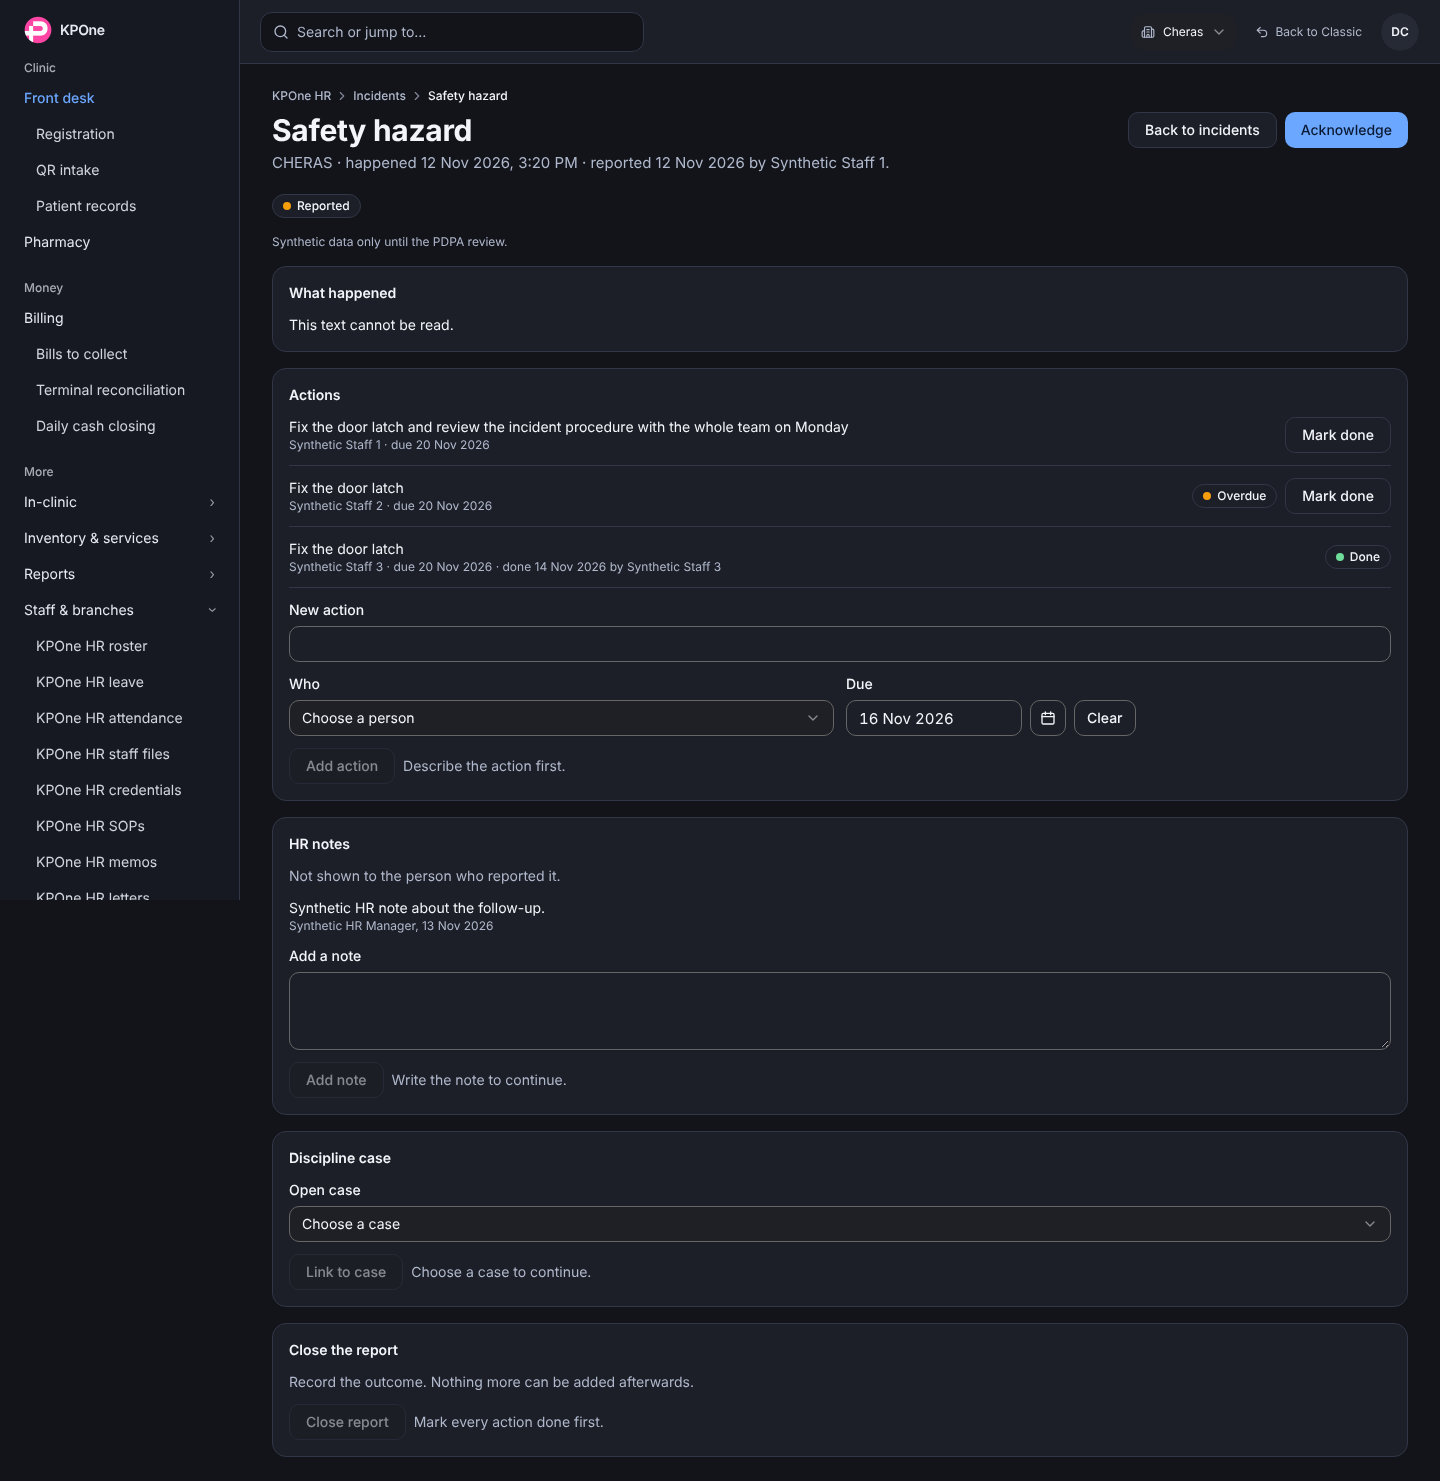 KPOne
Clinic
Front desk
Registration
QR intake
Patient records
Pharmacy
Money
Billing
Bills to collect
Terminal reconciliation
Daily cash closing
More
In-clinic
Inventory & services
Reports
Staff & branches
KPOne HR roster
KPOne HR leave
KPOne HR attendance
KPOne HR staff files
KPOne HR credentials
KPOne HR SOPs
KPOne HR memos
KPOne HR letters
Search or jump to...
Cheras
Back to Classic
DC
KPOne HR > Incidents > Safety hazard
Safety hazard
Back to incidents
Acknowledge
CHERAS · happened 12 Nov 2026, 3:20 PM · reported 12 Nov 2026 by Synthetic Staff 1.
Reported
Synthetic data only until the PDPA review.
What happened
This text cannot be read.
Actions
Fix the door latch and review the incident procedure with the whole team on Monday
Synthetic Staff 1 · due 20 Nov 2026
Mark done
Fix the door latch
Synthetic Staff 2 · due 20 Nov 2026
Overdue
Mark done
Fix the door latch
Synthetic Staff 3 · due 20 Nov 2026 · done 14 Nov 2026 by Synthetic Staff 3
Done
New action
Who
Due
Choose a person
16 Nov 2026
Clear
Add action
Describe the action first.
HR notes
Not shown to the person who reported it.
Synthetic HR note about the follow-up.
Synthetic HR Manager, 13 Nov 2026
Add a note
Add note
Write the note to continue.
Discipline case
Open case
Choose a case
Link to case
Choose a case to continue.
Close the report
Record the outcome. Nothing more can be added afterwards.
Close report
Mark every action done first.